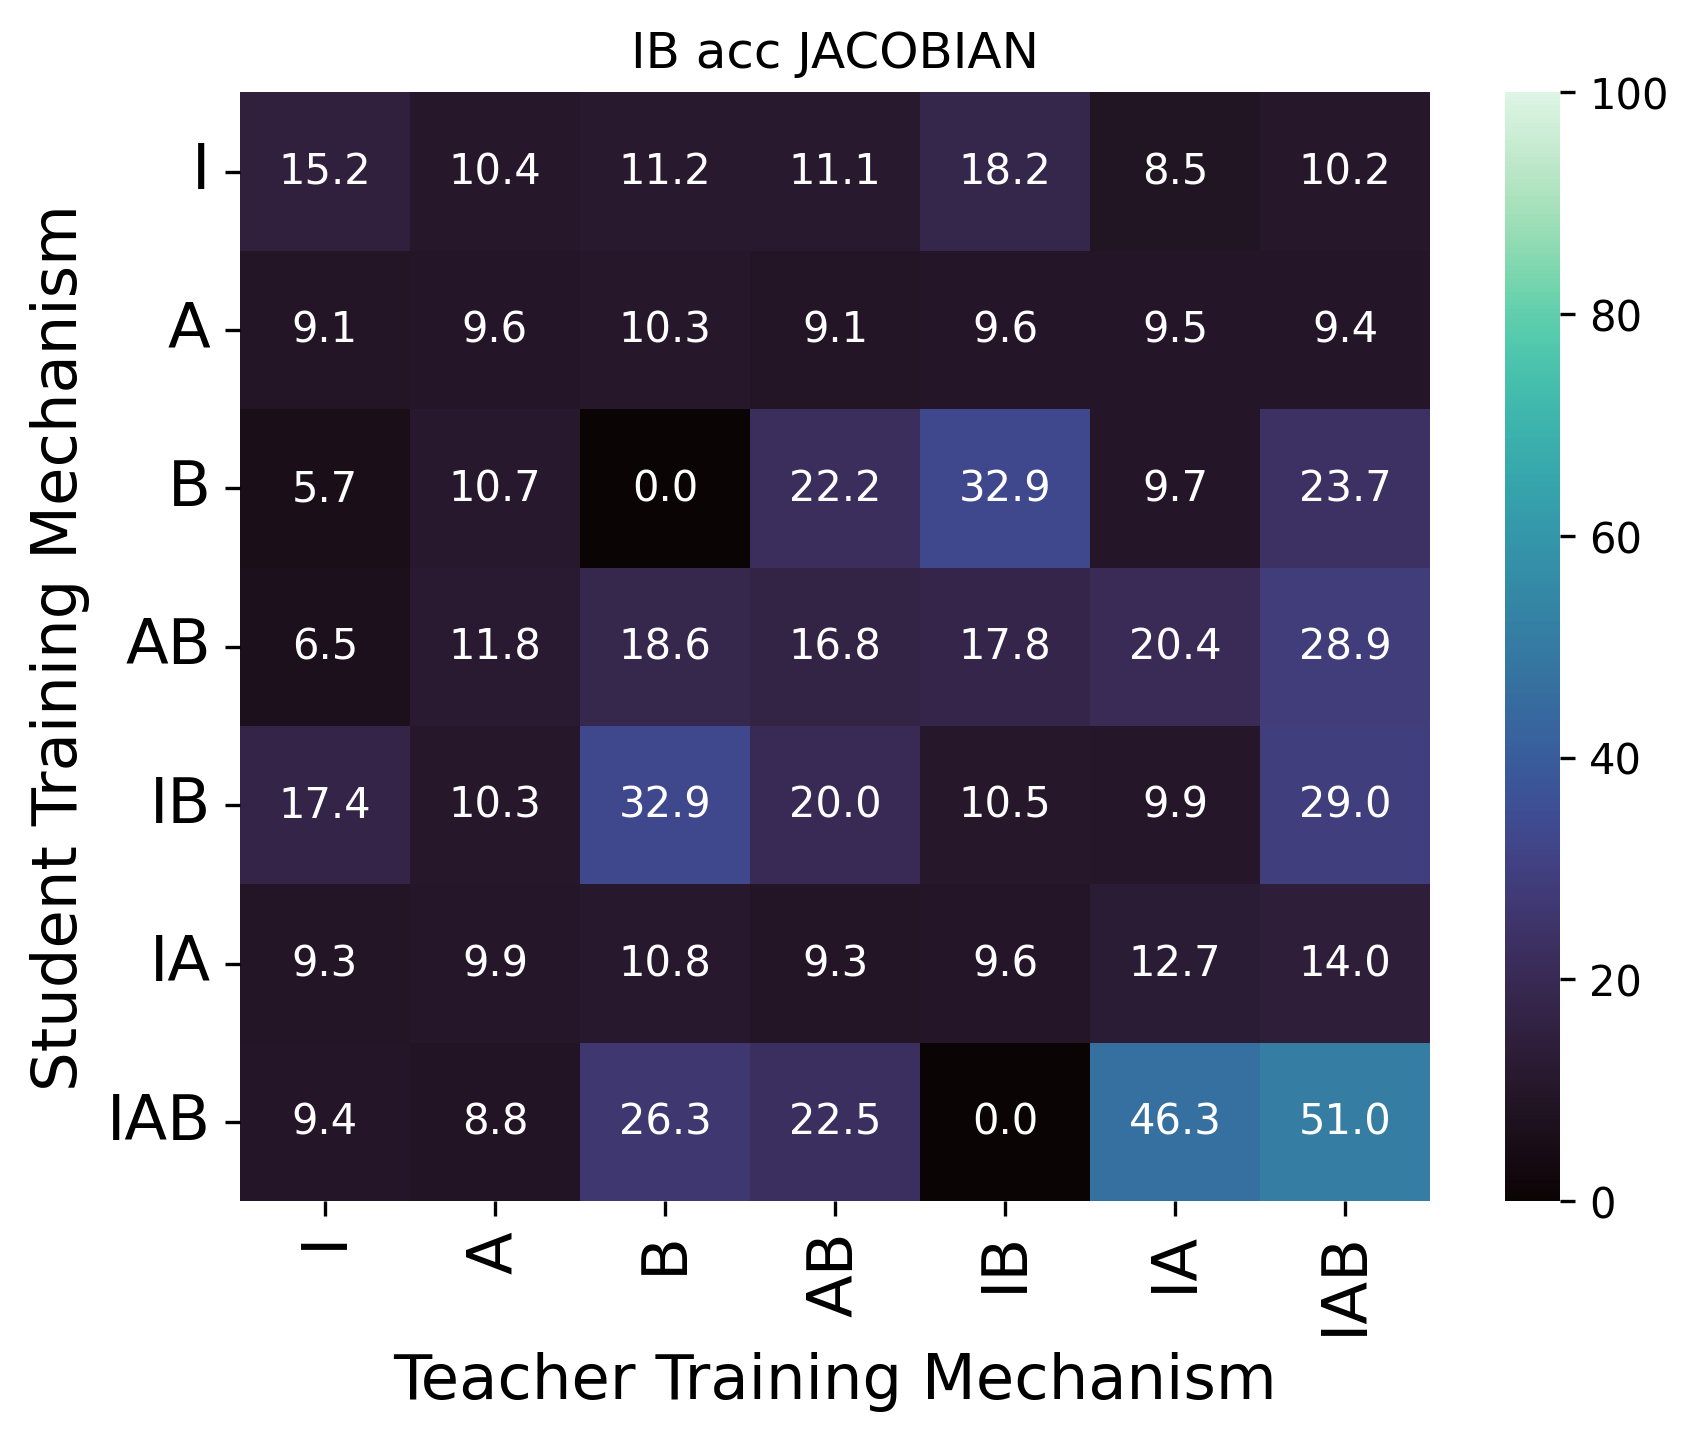 IB acc JACOBIAN
Student Training Mechanism
I 15.2 10.4 11.2 11.1 18.2 8.5 10.2
A 9.1 9.6 10.3 9.1 9.6 9.5 9.4
B 5.7 10.7 0.0 22.2 32.9 9.7 23.7
AB 6.5 11.8 18.6 16.8 17.8 20.4 28.9
IB 17.4 10.3 32.9 20.0 10.5 9.9 29.0
IA 9.3 9.9 10.8 9.3 9.6 12.7 14.0
IAB 9.4 8.8 26.3 22.5 0.0 46.3 51.0
I A B AB IB IA IAB
Teacher Training Mechanism
100
80
60
40
20
0